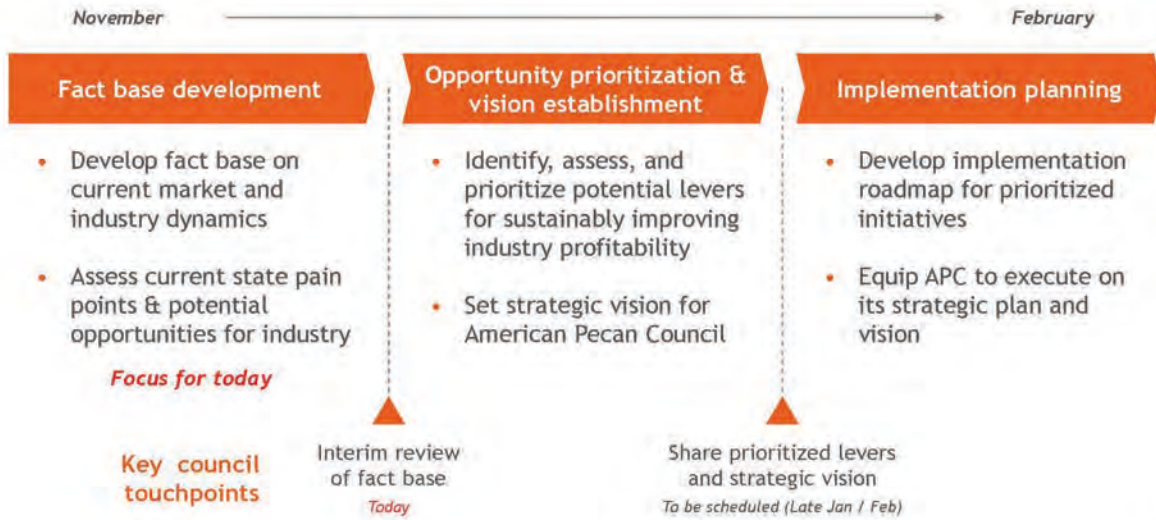 November
February
Fact base development
Opportunity prioritization &
vision establishment
Implementation planning
• Develop fact base on
current market and
industry dynamics
• Assess current state pain
points & potential
opportunities for industry
Focus for today
• Identify, assess, and
prioritize potential levers
for sustainably improving
industry profitability
• Set strategic vision for
American Pecan Council
• Develop implementation
roadmap for prioritized
initiatives
• Equip APC to execute on
its strategic plan and
vision
Key council
touchpoints
Interim review
of fact base
Today
Share prioritized levers
and strategic vision
To be scheduled (Late Jan / Feb)